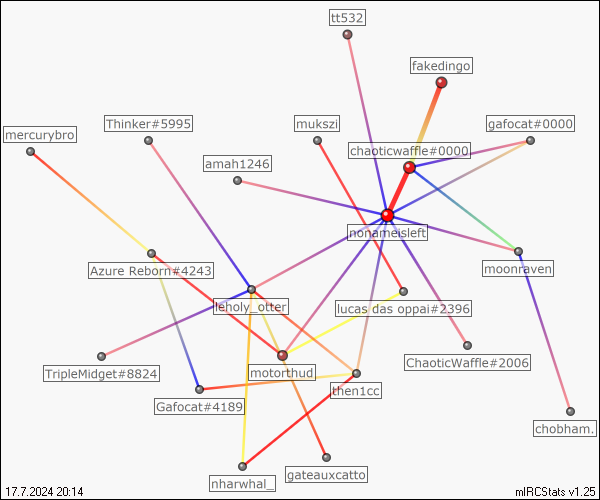 tt532
fakedingo
Thinker#5995
mukszi
gafocat#0000
mercurybro
chaoticwaffle#0000
amah1246
nonameisleft
Azure Reborn#4243
moonraven
leholy_otter
lucas das oppai#2396
TripleMidget#8824
motorthud
ChaoticWaffle#2006
then1cc
Gafocat#4189
chobham.
nharwhal_
gateauxcatto
17.7.2024 20:14
mIRCStats v1.25